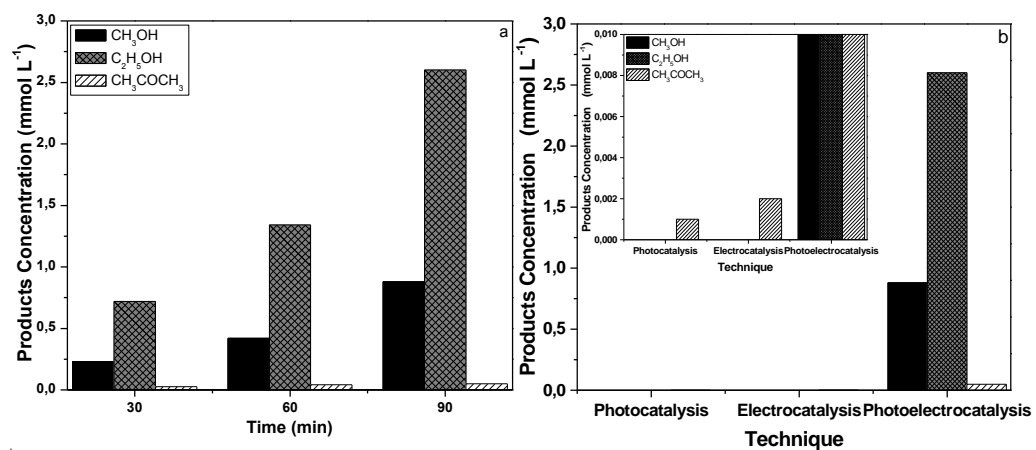 a
CH₃OH
C₂H₅OH
CH₃COCH₃
3,0
2,5
2,0
1,5
1,0
0,5
0,0
Products Concentration (mmol L⁻¹)
30
60
90
Time (min)
b
3,0
2,5
2,0
1,5
1,0
0,5
0,0
Products Concentration (mmol L⁻¹)
0,010
0,008
0,006
0,004
0,002
0,000
Products Concentration (mmol L⁻¹)
CH₃OH
C₂H₅OH
CH₃COCH₃
Photocatalysis
Electrocatalysis
Photoelectrocatalysis
Technique
Photocatalysis
Electrocatalysis
Photoelectrocatalysis
Technique